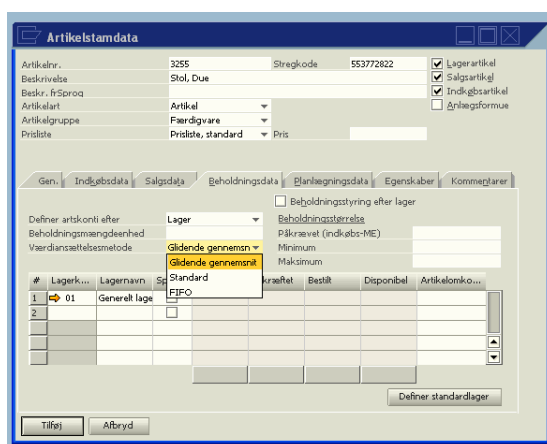 Artikelstamdata
Artikelnr. 3255 Stregkode 553772822 Lagerartikel
Beskrivelse Stol, Due Salgsartikel
Beskr. frSprog Indkøbsartikel
Artikelart Artikel Anlægsformue
Artikelgruppe Færdigvare
Prisliste Prisliste, standard Pris
Gen. Indkøbsdata Salgsdata Beholdningsdata Planlægningsdata Egenskaber Kommentarer
Beholdningsstyring efter lager
Definer artskonti efter Lager Beholdningsstørrelse
Beholdningsmængdeenhed Påkrævet (indkøbs-ME)
Værdiansættelsesmetode Glidende gennemsn Minimum
Glidende gennemsnit Maksimum
Standard
FIFO
# Lagerk... Lagernavn Sp kræftet Bestilt Disponibel Artikelomko...
1 01 Generelt lage
2
Definer standardlager
Tilføj Afbryd